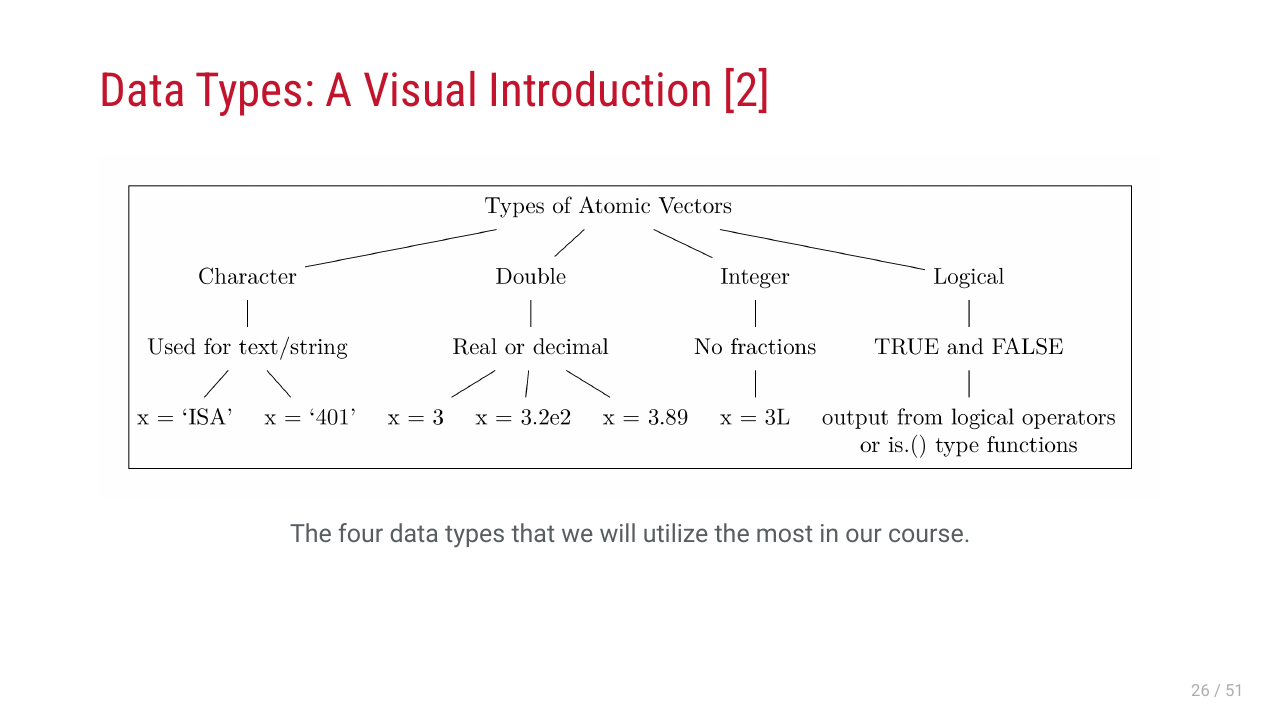 Data Types: A Visual Introduction [2]
Types of Atomic Vectors
Character Double Integer Logical
Used for text/string Real or decimal No fractions TRUE and FALSE
x = ‘ISA’ x = ‘401’ x = 3 x = 3.2e2 x = 3.89 x = 3L output from logical operators
or is.() type functions
The four data types that we will utilize the most in our course.
26 / 51